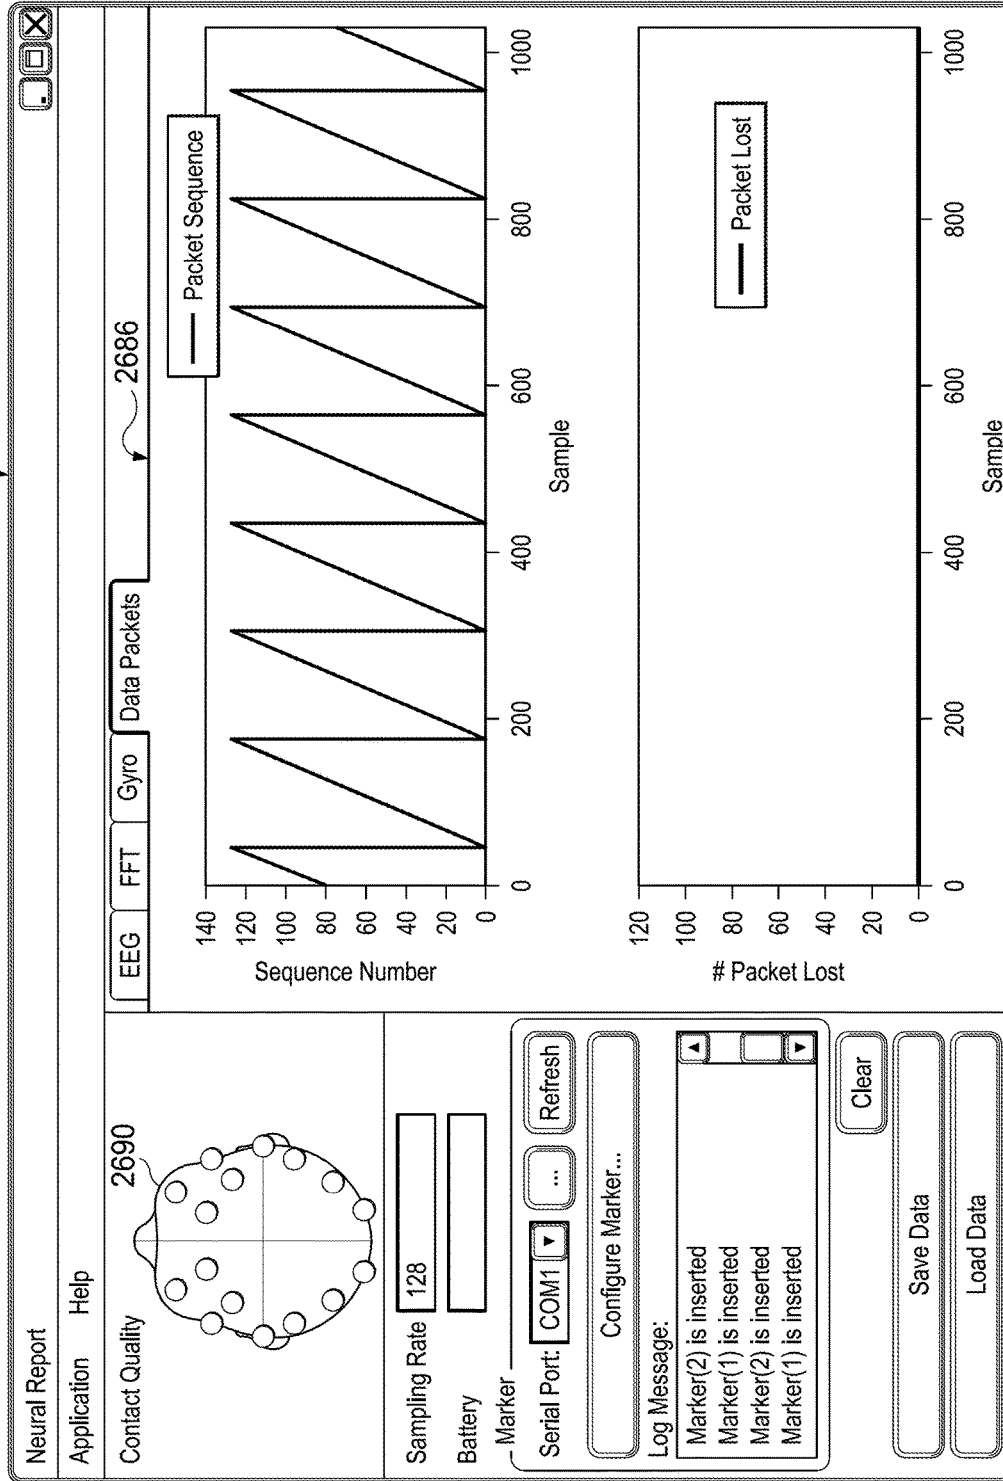 Neural Report
Application Help
Contact Quality
2690
Sampling Rate 128
Battery
Marker
Serial Port: COM1 ... Refresh
Configure Marker...
Log Message:
Marker(2) is inserted
Marker(1) is inserted
Marker(2) is inserted
Marker(1) is inserted
Clear
Save Data
Load Data
EEG FFT Gyro Data Packets
2686
Packet Sequence
Sequence Number
140
120
100
80
60
40
20
0
0 200 400 600 800 1000
Sample
Packet Lost
# Packet Lost
120
100
80
60
40
20
0
0 200 400 600 800 1000
Sample